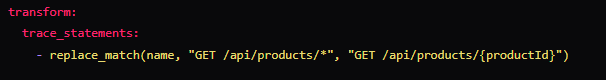 transform:
trace_statements:
- replace_match(name, "GET /api/products/*", "GET /api/products/{productId}")